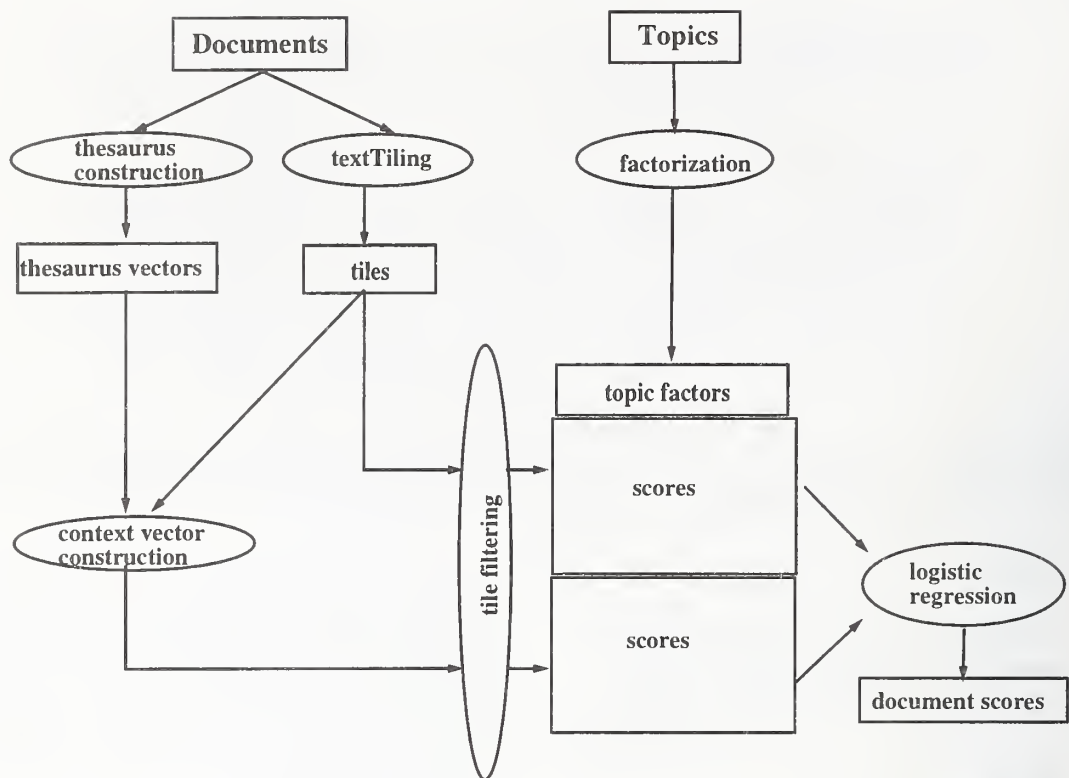 Documents
Topics
thesaurus
construction
textTiling
factorization
thesaurus vectors
tiles
topic factors
scores
tile filtering
context vector
construction
logistic
regression
scores
document scores